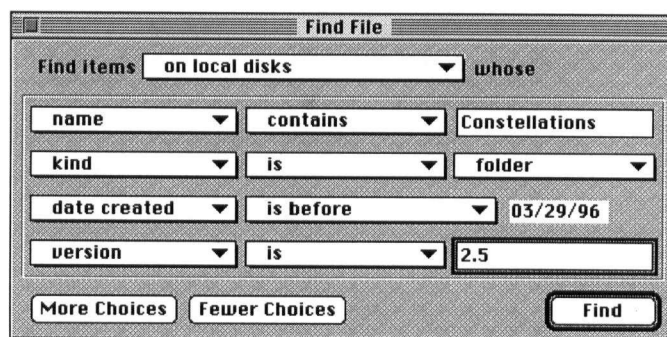 Find File
Find items on local disks whose
name contains Constellations
kind is folder
date created is before 03/29/96
version is 2.5
More Choices Fewer Choices Find